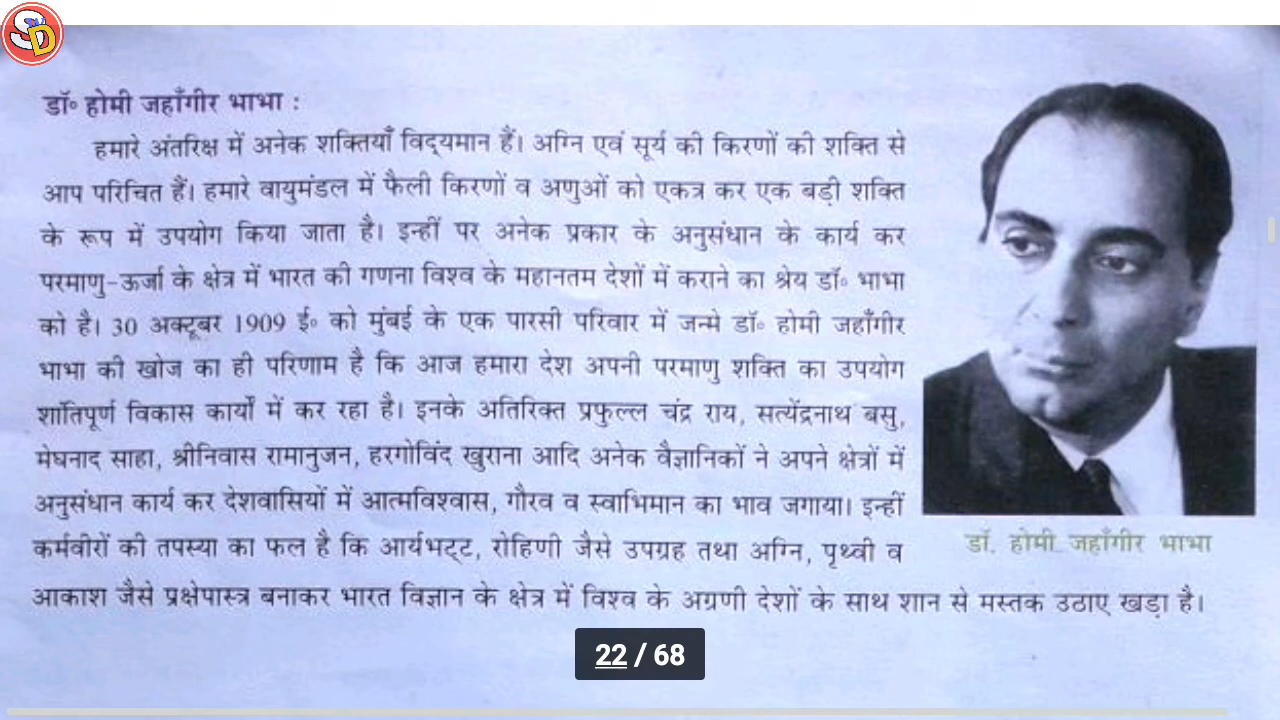 SD
डॉ॰ होमी जहाँगीर भाभा :
हमारे अंतरिक्ष में अनेक शक्तियाँ विद्यमान हैं। अग्नि एवं सूर्य की किरणों की शक्ति से
आप परिचित हैं। हमारे वायुमंडल में फैली किरणों व अणुओं को एकत्र कर एक बड़ी शक्ति
के रूप में उपयोग किया जाता है। इन्हीं पर अनेक प्रकार के अनुसंधान के कार्य कर
परमाणु-ऊर्जा के क्षेत्र में भारत की गणना विश्व के महानतम देशों में कराने का श्रेय डॉ॰ भाभा
को है। 30 अक्टूबर 1909 ई॰ को मुंबई के एक पारसी परिवार में जन्मे डॉ॰ होमी जहाँगीर
भाभा की खोज का ही परिणाम है कि आज हमारा देश अपनी परमाणु शक्ति का उपयोग
शांतिपूर्ण विकास कार्यों में कर रहा है। इनके अतिरिक्त प्रफुल्ल चंद्र राय, सत्येंद्रनाथ बसु,
मेघनाद साहा, श्रीनिवास रामानुजन, हरगोविंद खुराना आदि अनेक वैज्ञानिकों ने अपने क्षेत्रों में
अनुसंधान कार्य कर देशवासियों में आत्मविश्वास, गौरव व स्वाभिमान का भाव जगाया। इन्हीं
कर्मवीरों की तपस्या का फल है कि आर्यभट्ट, रोहिणी जैसे उपग्रह तथा अग्नि, पृथ्वी व
आकाश जैसे प्रक्षेपास्त्र बनाकर भारत विज्ञान के क्षेत्र में विश्व के अग्रणी देशों के साथ शान से मस्तक उठाए खड़ा है।
डॉ. होमी जहाँगीर भाभा
22 / 68